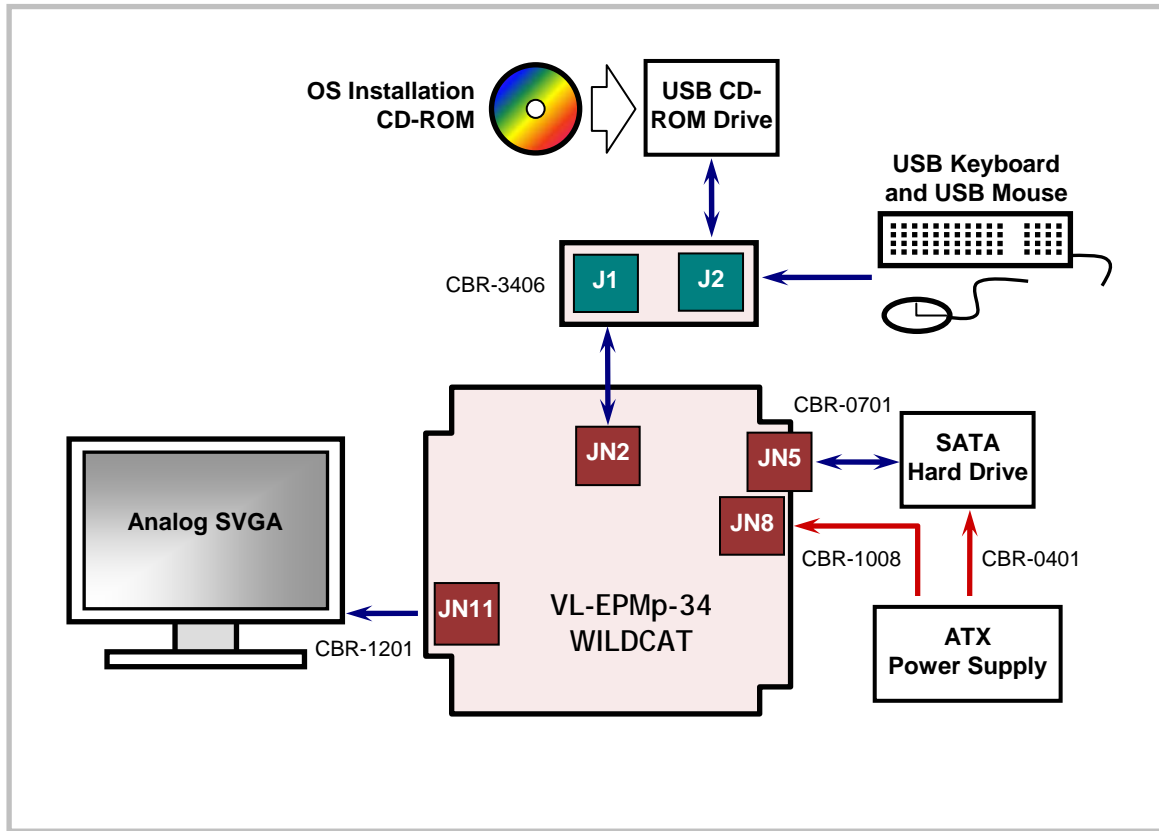 OS Installation
CD-ROM
USB CD-
ROM Drive
USB Keyboard
and USB Mouse
CBR-3406
J1
J2
CBR-0701
JN2
JN5
SATA
Hard Drive
Analog SVGA
JN8
CBR-1008
CBR-0401
JN11
CBR-1201
VL-EPMp-34
WILDCAT
ATX
Power Supply